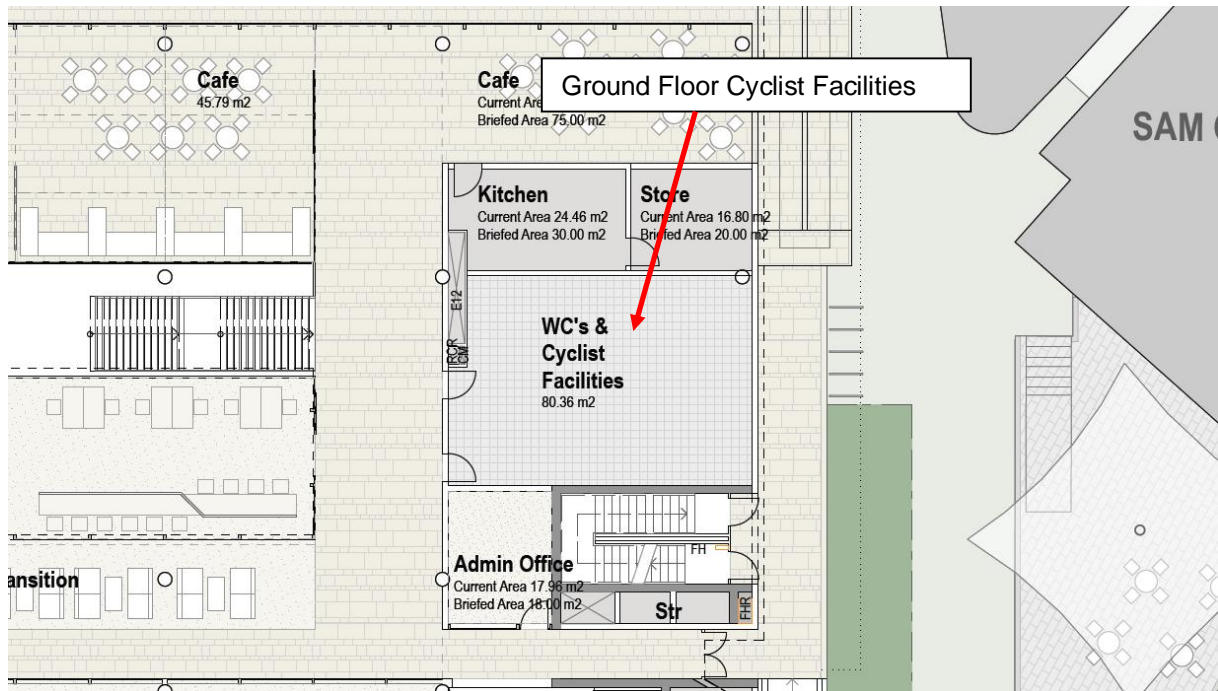 Cafe
45.79 m2
Cafe
Current Are
Briefed Area 75.00 m2
Ground Floor Cyclist Facilities
SAM
Kitchen
Current Area 24.46 m2
Briefed Area 30.00 m2
Store
Current Area 16.80 m2
Briefed Area 20.00 m2
E12
RCR
CM
WC's &
Cyclist
Facilities
80.36 m2
Admin Office
Current Area 17.96 m2
Briefed Area 18.00 m2
FH
Str
FHR
ansition